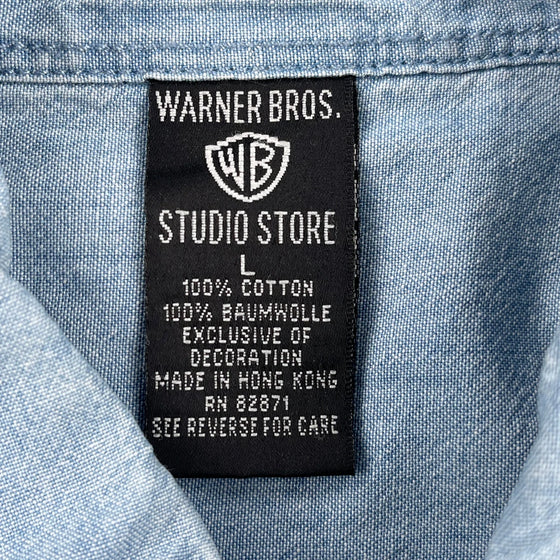 WARNER BROS.
WB
STUDIO STORE
L
100% COTTON
100% BAUMWOLLE
EXCLUSIVE OF
DECORATION
MADE IN HONG KONG
RN 82871
SEE REVERSE FOR CARE